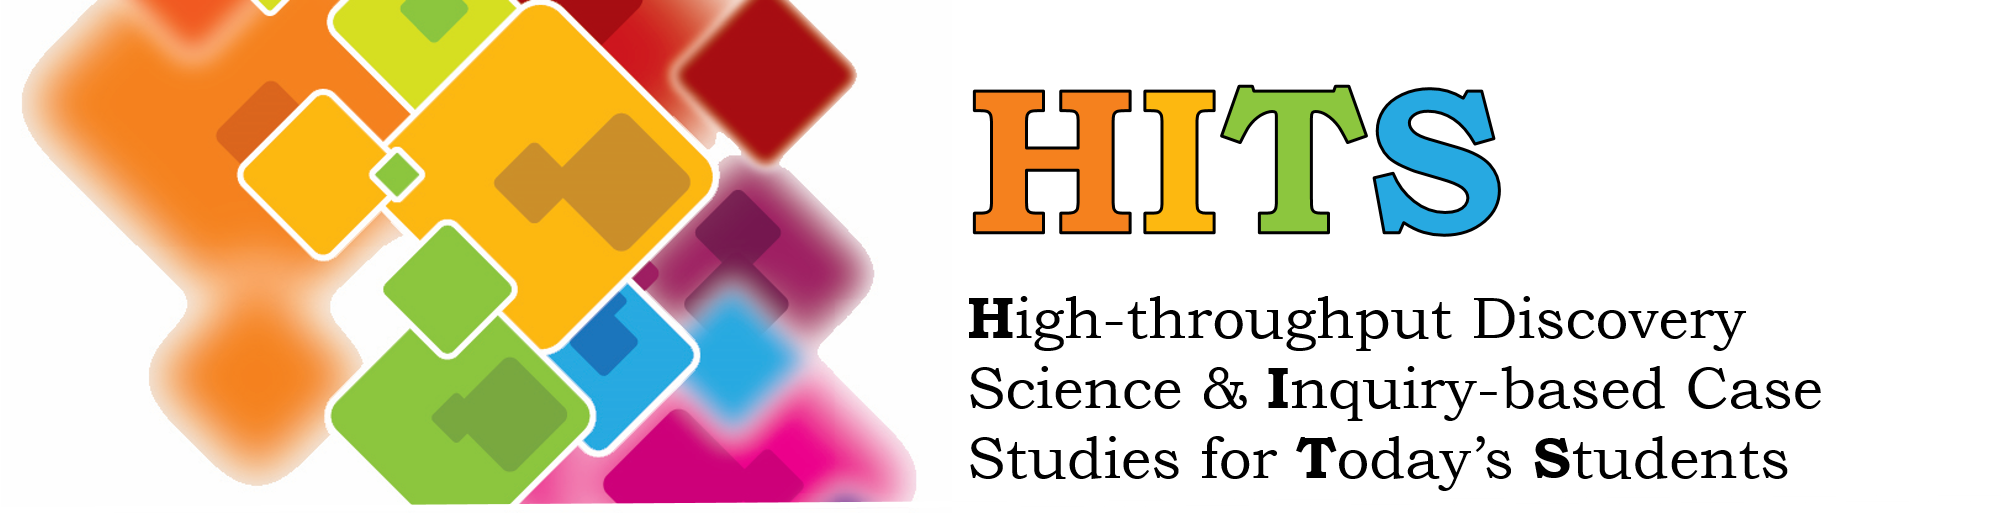 HITS
High-throughput Discovery
Science & Inquiry-based Case
Studies for Today’s Students